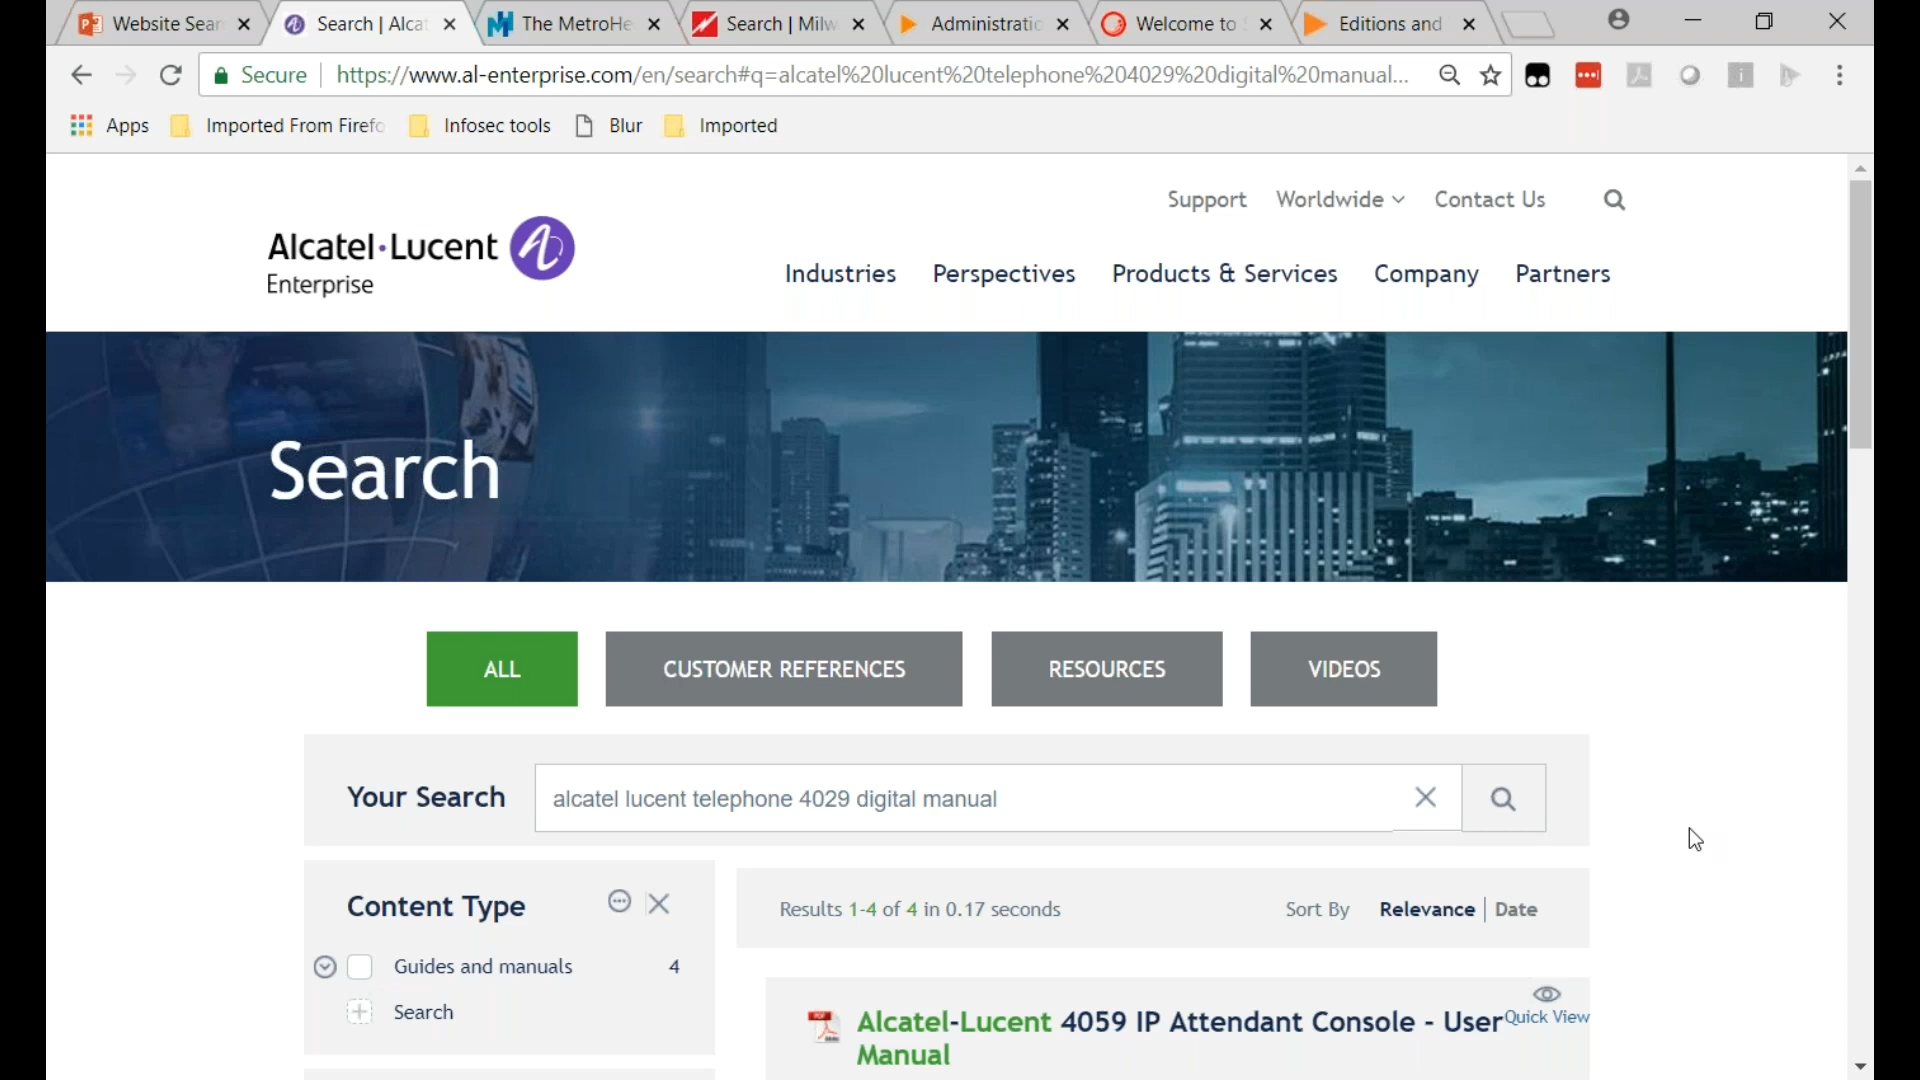 Website Sear
Search | Alcat
The MetroHe
Search | Milw
Administratic
Welcome to S
Editions and
Secure
https://www.al-enterprise.com/en/search#q=alcatel%20lucent%20telephone%204029%20digital%20manual...
Apps
Imported From Firefo
Infosec tools
Blur
Imported
Support
Worldwide
Contact Us
Alcatel·Lucent
Enterprise
Industries
Perspectives
Products & Services
Company
Partners
Search
ALL
CUSTOMER REFERENCES
RESOURCES
VIDEOS
Your Search
alcatel lucent telephone 4029 digital manual
Content Type
Guides and manuals 4
Search
Results 1-4 of 4 in 0.17 seconds
Sort By Relevance | Date
Alcatel-Lucent 4059 IP Attendant Console - User
Manual
Quick View